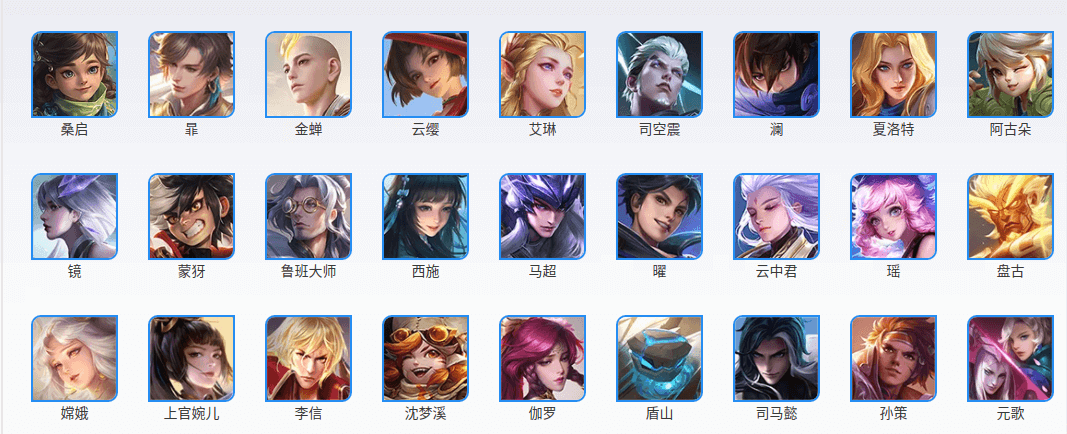 桑启 暃 金蝉 云缨 艾琳 司空震 澜 夏洛特 阿古朵
镜 蒙犽 鲁班大师 西施 马超 曜 云中君 瑶 盘古
嫦娥 上官婉儿 李信 沈梦溪 伽罗 盾山 司马懿 孙策 元歌